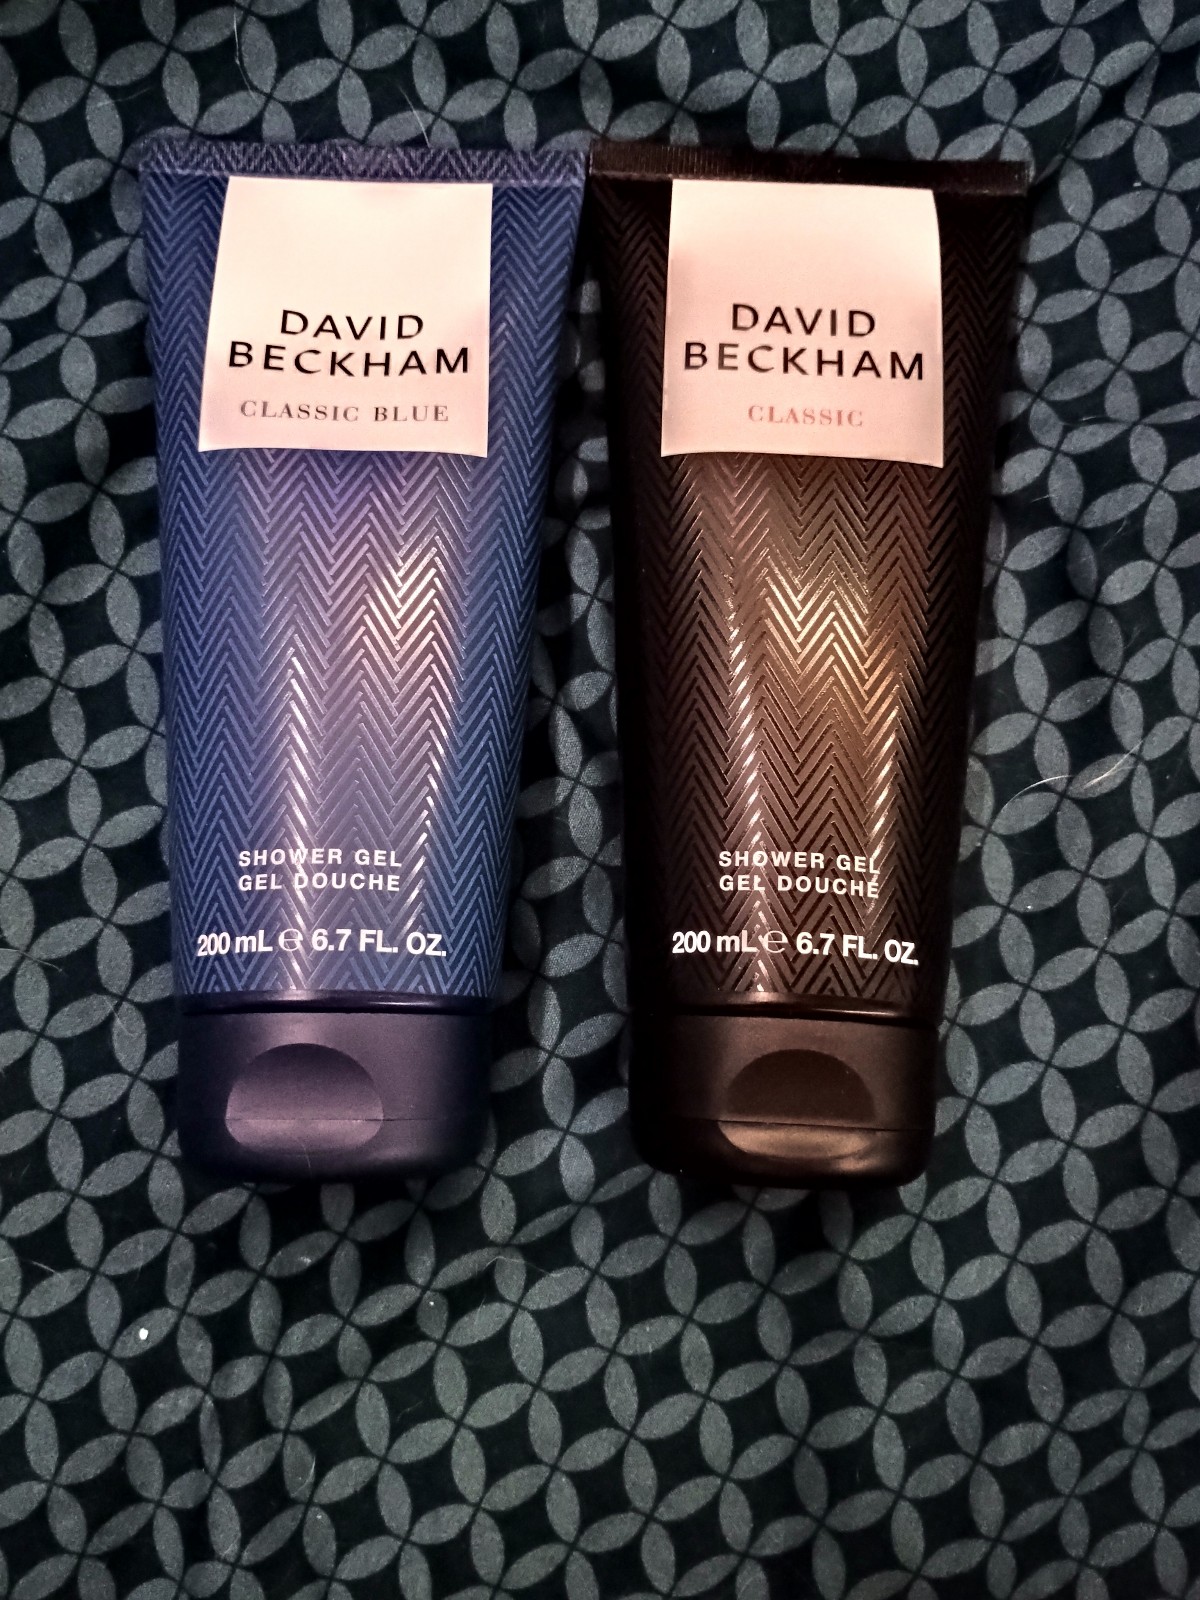 DAVID
BECKHAM
CLASSIC BLUE
SHOWER GEL
GEL DOUCHE
200 mL ℮ 6.7 FL. OZ.
DAVID
BECKHAM
CLASSIC
SHOWER GEL
GEL DOUCHE
200 mL ℮ 6.7 FL. OZ.